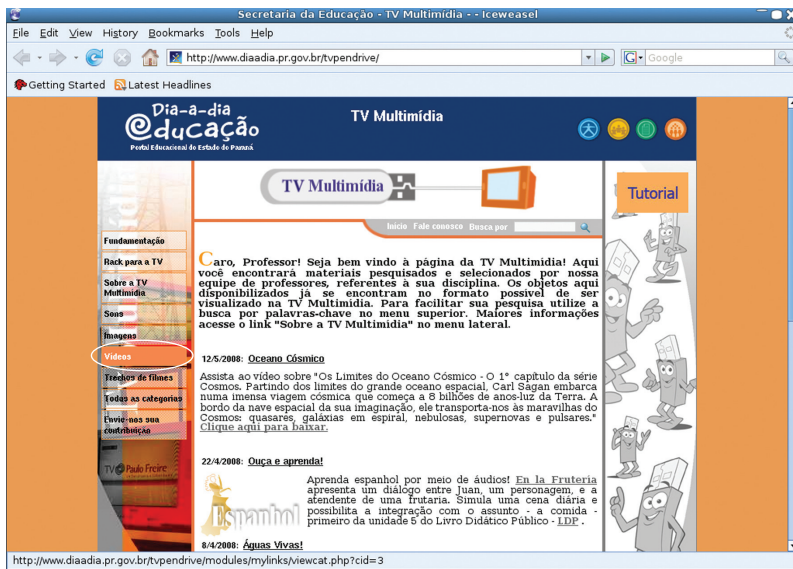 Secretaria da Educação - TV Multimídia - - Iceweasel
File Edit View History Bookmarks Tools Help
http://www.diaadia.pr.gov.br/tvpendrive/
G Google
Getting Started Latest Headlines
Dia-a-dia
educação
Portal Educacional do Estado do Paraná
TV Multimídia
TV Multimídia
Tutorial
Início Fale conosco Busca por
Fundamentação
Rack para a TV
Sobre a TV
Multimídia
Sons
Imagens
Vídeos
Trechos de filmes
Todas as categorias
Envie-nos sua
contribuição
TV Paulo Freire
Caro, Professor! Seja bem vindo à página da TV Multimídia! Aqui
você encontrará materiais pesquisados e selecionados por nossa
equipe de professores, referentes à sua disciplina. Os objetos aqui
disponibilizados já se encontram no formato possível de ser
visualizado na TV Multimídia. Para facilitar sua pesquisa utilize a
busca por palavras-chave no menu superior. Maiores informações
acesse o link "Sobre a TV Multimídia" no menu lateral.
12/5/2008: Oceano Cósmico
Assista ao vídeo sobre "Os Limites do Oceano Cósmico - O 1° capítulo da série
Cosmos. Partindo dos limites do grande oceano espacial, Carl Sagan embarca
numa imensa viagem cósmica que começa a 8 bilhões de anos-luz da Terra. A
bordo da nave espacial da sua imaginação, ele transporta-nos às maravilhas do
Cosmos: quasares, galáxias em espiral, nebulosas, supernovas e pulsares."
Clique aqui para baixar.
22/4/2008: Ouça e aprenda!
Espanhol
Aprenda espanhol por meio de áudios! En la Fruteria
apresenta um diálogo entre Juan, um personagem, e a
atendente de uma frutaria. Simula uma cena diária e
possibilita a integração com o assunto - a comida -
primeiro da unidade 5 do Livro Didático Público - LDP .
8/4/2008: Águas Vivas!
http://www.diaadia.pr.gov.br/tvpendrive/modules/mylinks/viewcat.php?cid=3